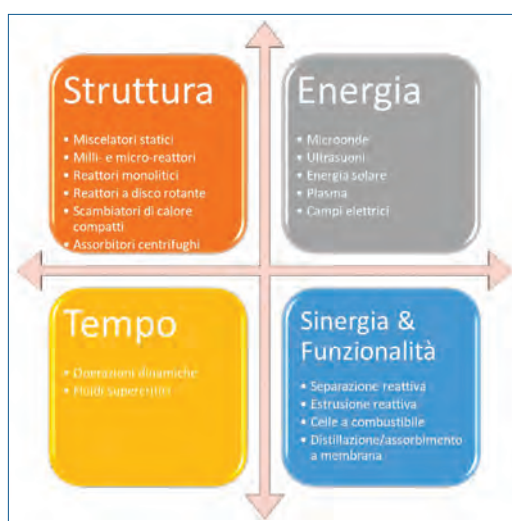 Struttura
• Miscelatori statici
• Milli- e micro-reattori
• Reattori monolitici
• Reattori a disco rotante
• Scambiatori di calore
compatti
• Assorbitori centrifughi
Energia
• Microonde
• Ultrasuoni
• Energia solare
• Plasma
• Campi elettrici
Tempo
• Operazioni dinamiche
• Fluidi supercritici
Sinergia &
Funzionalità
• Separazione reattiva
• Estrusione reattiva
• Celle a combustibile
• Distillazione/assorbimento
a membrana